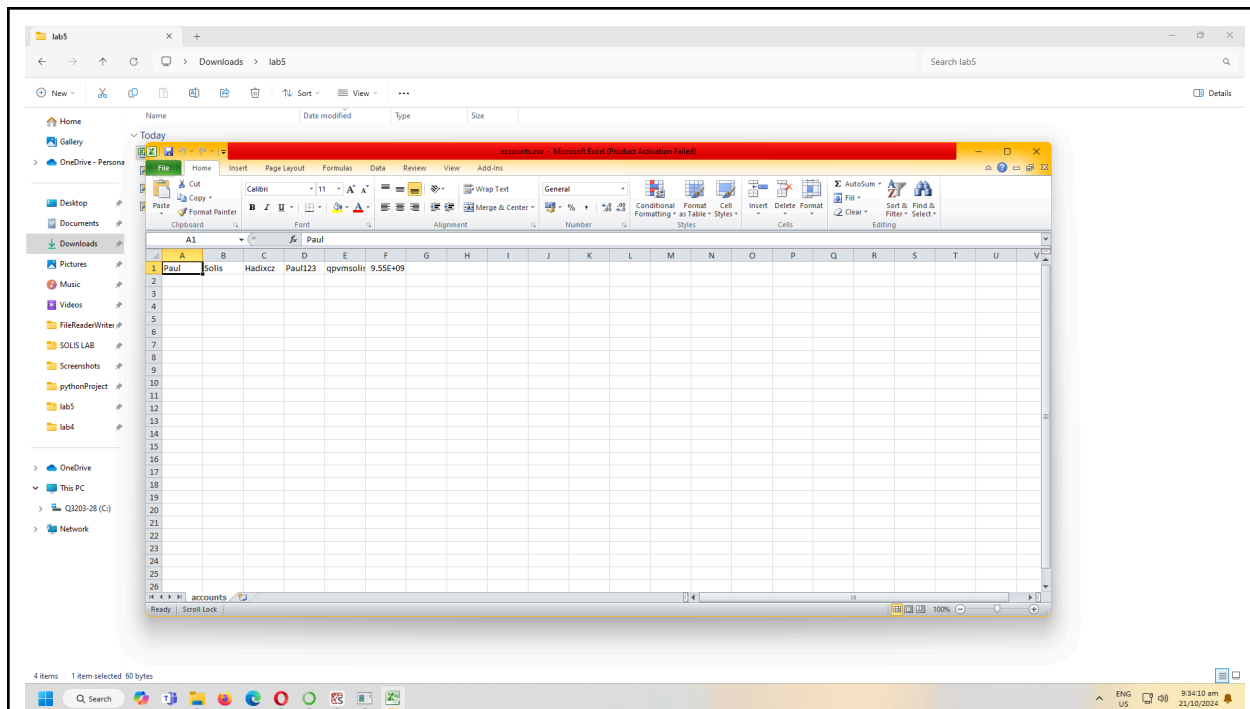 lab5
Downloads > lab5
Search lab5
New
Sort
View
Details
Name Date modified Type Size
Home
Gallery
OneDrive - Persona
Desktop
Documents
Downloads
Pictures
Music
Videos
FileReaderWriter
SOLIS LAB
Screenshots
pythonProject
lab5
lab4
OneDrive
This PC
Q3203-28 (C:)
Network
Today
accounts.csv - Microsoft Excel (Product Activation Failed)
File Home Insert Page Layout Formulas Data Review View Add-Ins
Paste
Cut
Copy
Format Painter
Clipboard
Calibri 11
B I U
Font
Wrap Text
Merge & Center
Alignment
General
% ,
Number
Conditional Formatting
Format as Table
Cell Styles
Styles
Insert Delete Format
Cells
Σ AutoSum
Fill
Clear
Sort & Filter
Find & Select
Editing
A1 fx Paul
A B C D E F G H I J K L M N O P Q R S T U V
1 Paul Solis Hadixcz Paul123 qpvmsolis 9.55E+09
2
3
4
5
6
7
8
9
10
11
12
13
14
15
16
17
18
19
20
21
22
23
24
25
26
accounts
Ready Scroll Lock 100%
4 items 1 item selected 60 bytes
Search
ENG
US
9:34:10 am
21/10/2024